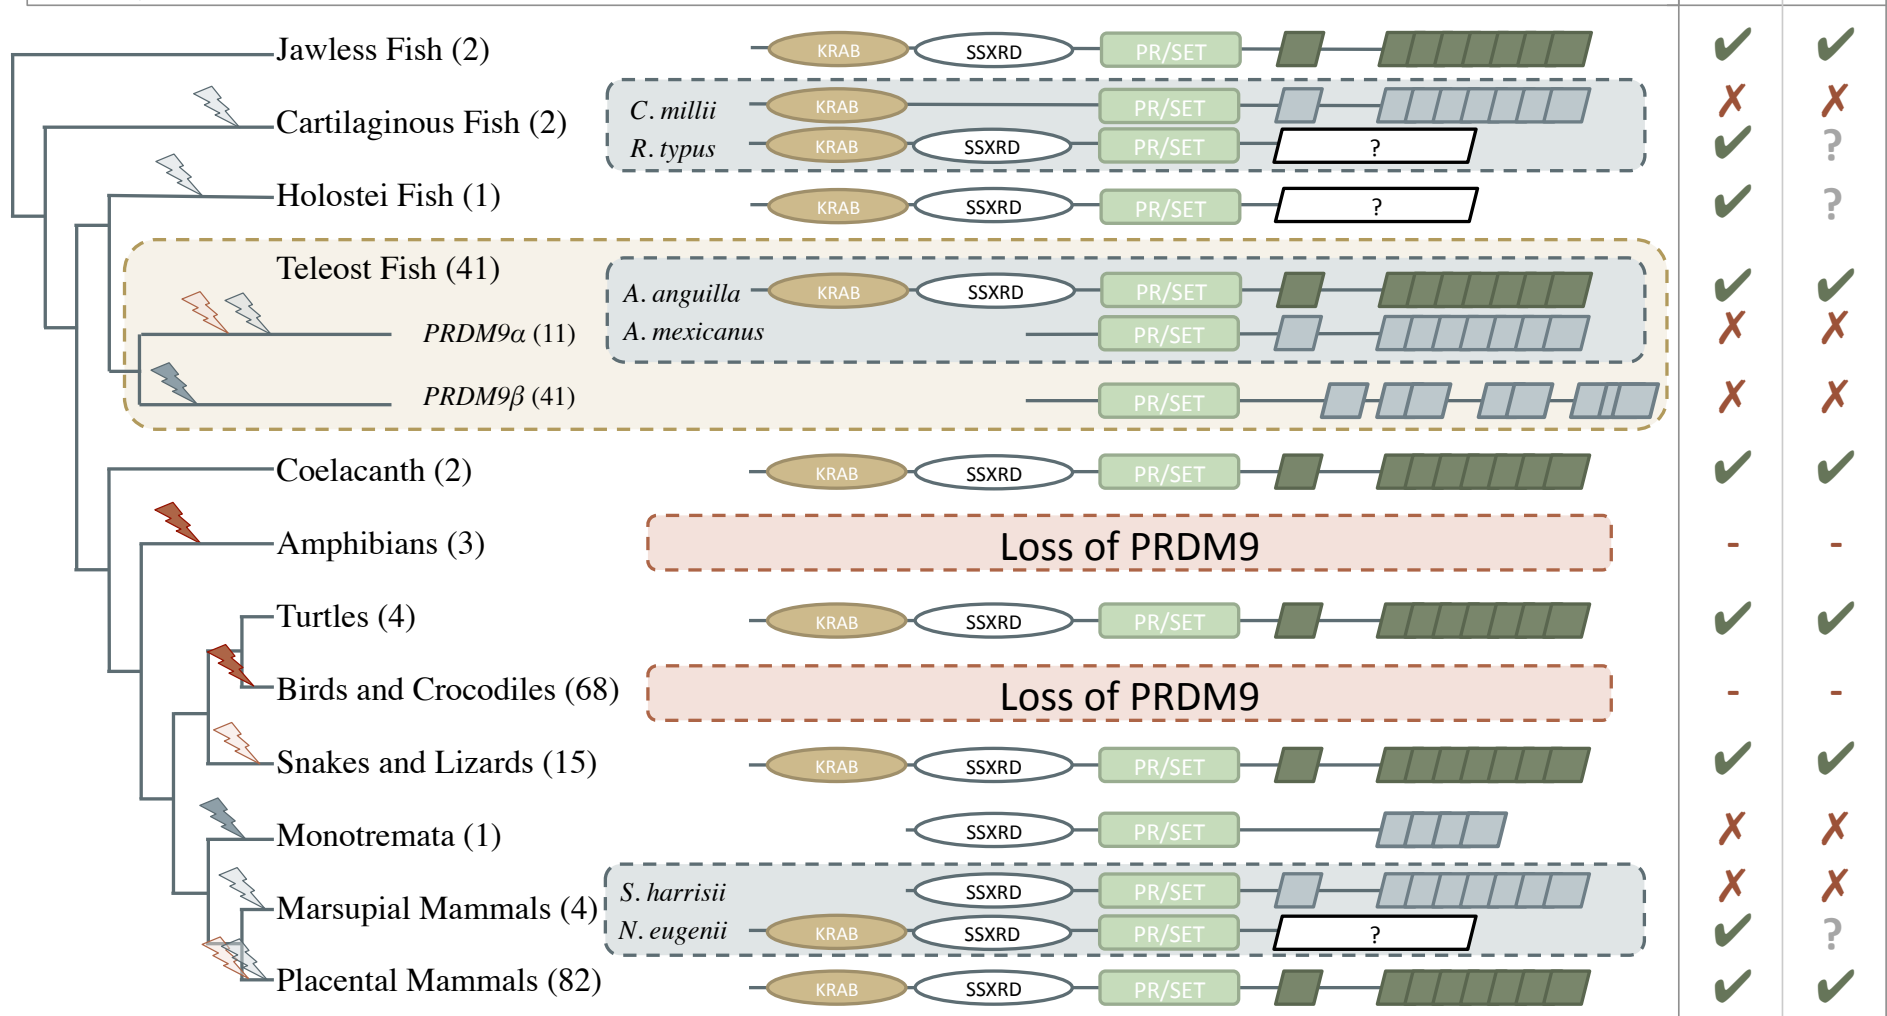 Jawless Fish (2) KRAB SSXRD PR/SET ✔ ✔
Cartilaginous Fish (2)
C. millii KRAB PR/SET ✗ ✗
R. typus KRAB SSXRD PR/SET ? ✔ ?
Holostei Fish (1) KRAB SSXRD PR/SET ? ✔ ?
Teleost Fish (41)
A. anguilla KRAB SSXRD PR/SET ✔ ✔
PRDM9α (11) A. mexicanus PR/SET ✗ ✗
PRDM9β (41) PR/SET ✗ ✗
Coelacanth (2) KRAB SSXRD PR/SET ✔ ✔
Amphibians (3) Loss of PRDM9 - -
Turtles (4) KRAB SSXRD PR/SET ✔ ✔
Birds and Crocodiles (68) Loss of PRDM9 - -
Snakes and Lizards (15) KRAB SSXRD PR/SET ✔ ✔
Monotremata (1) SSXRD PR/SET ✗ ✗
S. harrisii SSXRD PR/SET ✗ ✗
Marsupial Mammals (4)
N. eugenii KRAB SSXRD PR/SET ? ✔ ?
Placental Mammals (82) KRAB SSXRD PR/SET ✔ ✔